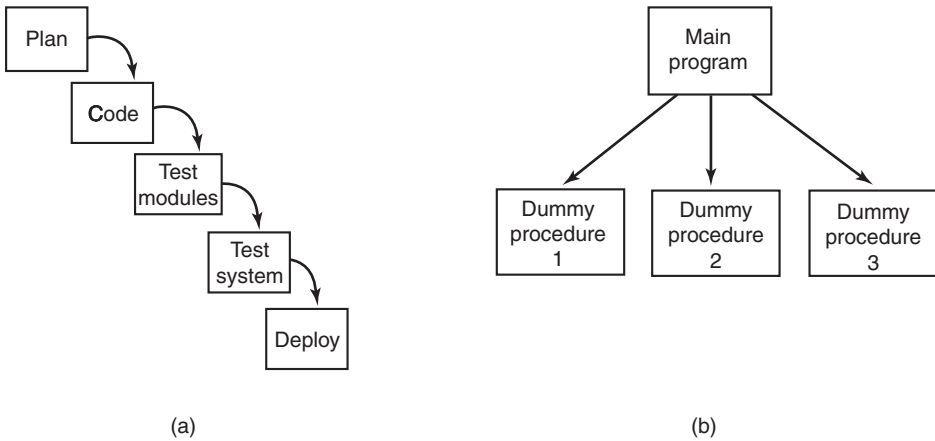 Plan
Code
Test
modules
Test
system
Deploy
(a)
Main
program
Dummy
procedure
1
Dummy
procedure
2
Dummy
procedure
3
(b)